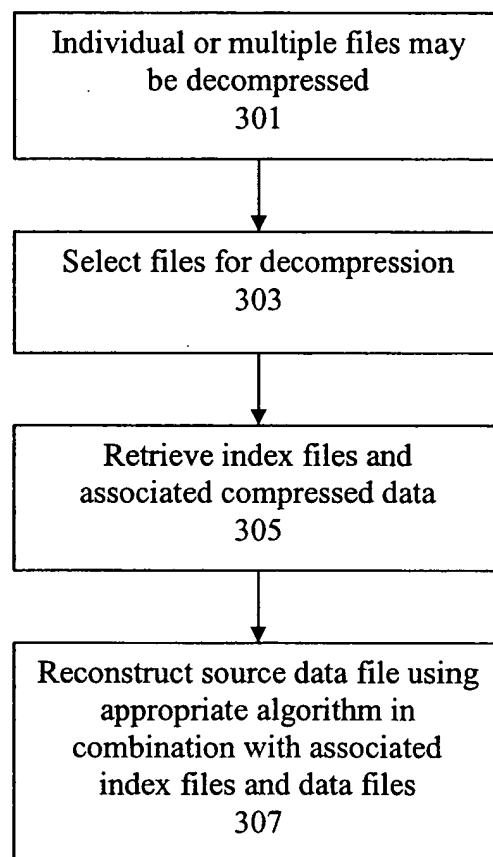 Individual or multiple files may
be decompressed
301
Select files for decompression
303
Retrieve index files and
associated compressed data
305
Reconstruct source data file using
appropriate algorithm in
combination with associated
index files and data files
307